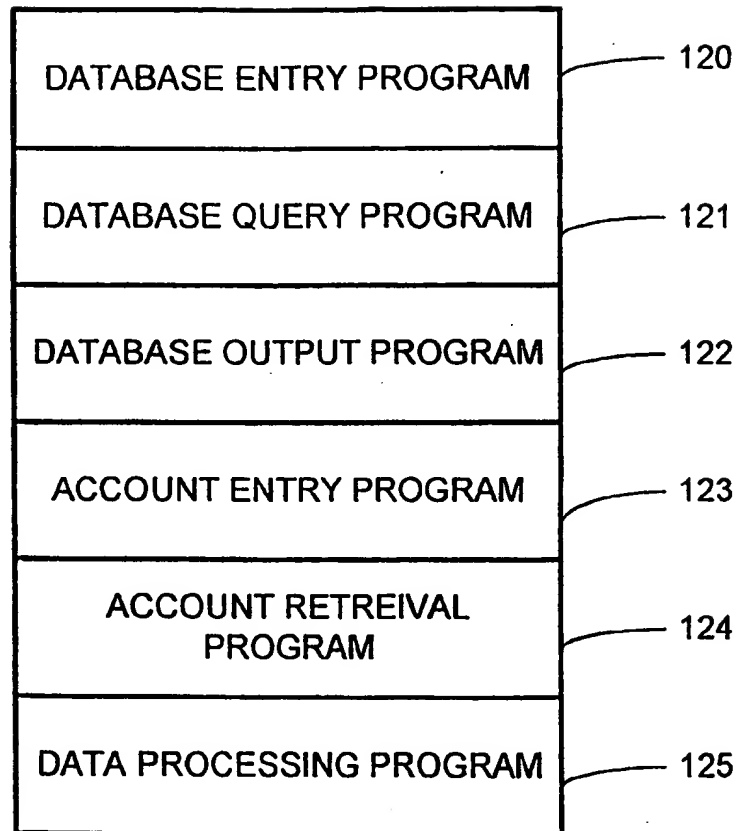 DATABASE ENTRY PROGRAM 120
DATABASE QUERY PROGRAM 121
DATABASE OUTPUT PROGRAM 122
ACCOUNT ENTRY PROGRAM 123
ACCOUNT RETREIVAL
PROGRAM 124
DATA PROCESSING PROGRAM 125